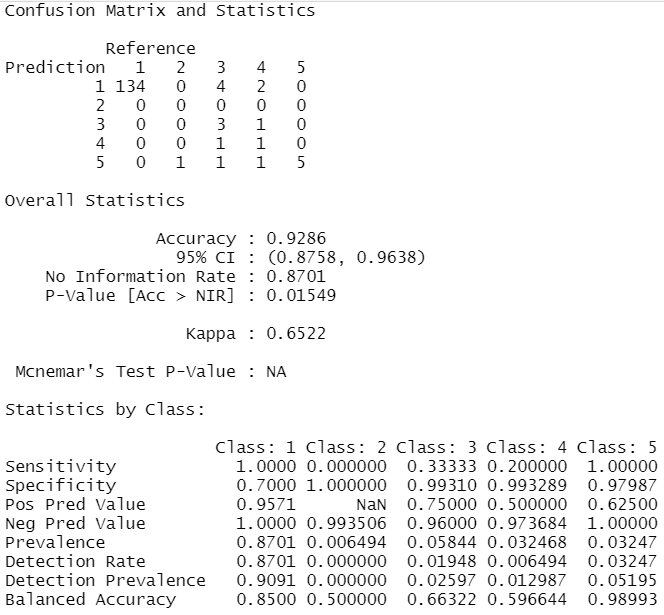 Confusion Matrix and Statistics
Reference
Prediction 1 2 3 4 5
1 134 0 4 2 0
2 0 0 0 0 0
3 0 0 3 1 0
4 0 0 1 1 0
5 0 1 1 1 5
Overall Statistics
Accuracy : 0.9286
95% CI : (0.8758, 0.9638)
No Information Rate : 0.8701
P-Value [Acc > NIR] : 0.01549
Kappa : 0.6522
Mcnemar's Test P-Value : NA
Statistics by Class:
Class: 1 Class: 2 Class: 3 Class: 4 Class: 5
Sensitivity 1.0000 0.000000 0.33333 0.200000 1.00000
Specificity 0.7000 1.000000 0.99310 0.993289 0.97987
Pos Pred Value 0.9571 NaN 0.75000 0.500000 0.62500
Neg Pred Value 1.0000 0.993506 0.96000 0.973684 1.00000
Prevalence 0.8701 0.006494 0.05844 0.032468 0.03247
Detection Rate 0.8701 0.000000 0.01948 0.006494 0.03247
Detection Prevalence 0.9091 0.000000 0.02597 0.012987 0.05195
Balanced Accuracy 0.8500 0.500000 0.66322 0.596644 0.98993